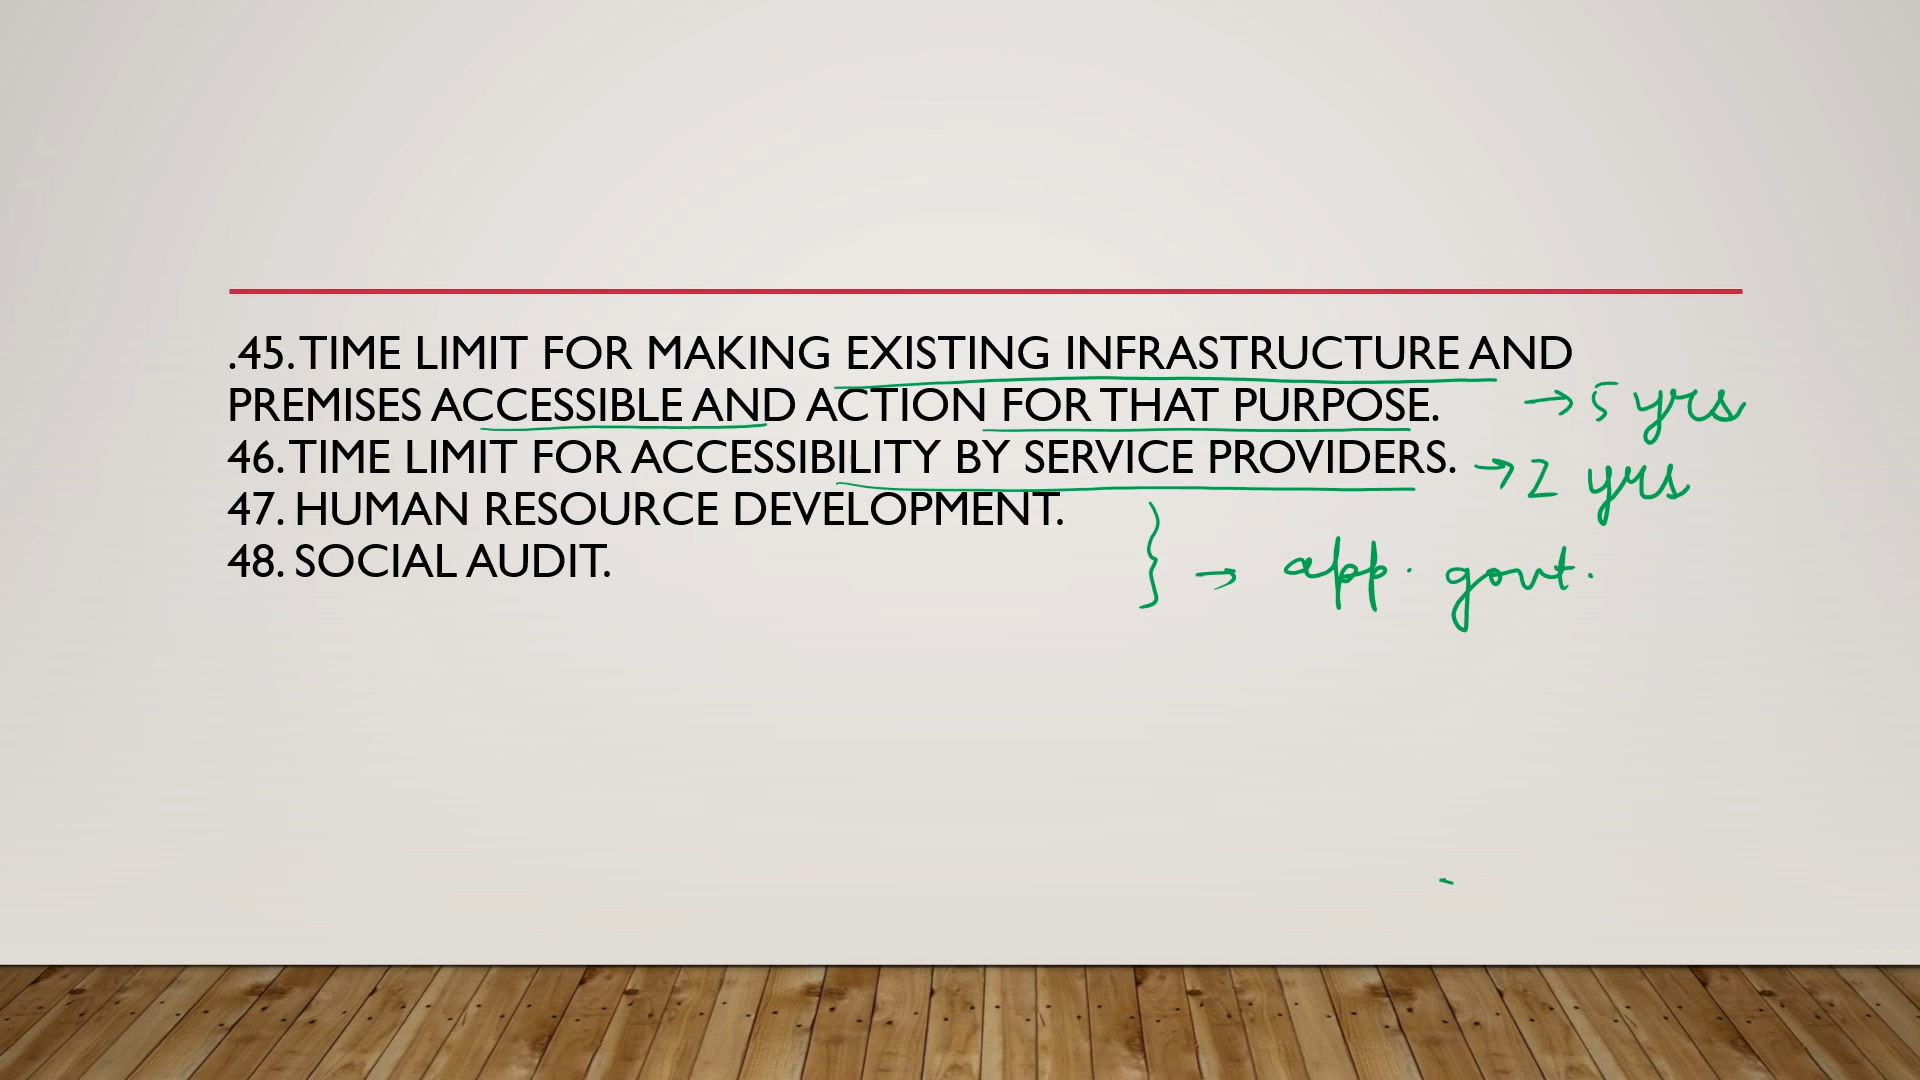 .45. TIME LIMIT FOR MAKING EXISTING INFRASTRUCTURE AND
PREMISES ACCESSIBLE AND ACTION FOR THAT PURPOSE. → 5 yrs
46. TIME LIMIT FOR ACCESSIBILITY BY SERVICE PROVIDERS. → 2 yrs
47. HUMAN RESOURCE DEVELOPMENT.
48. SOCIAL AUDIT. } → app. govt.